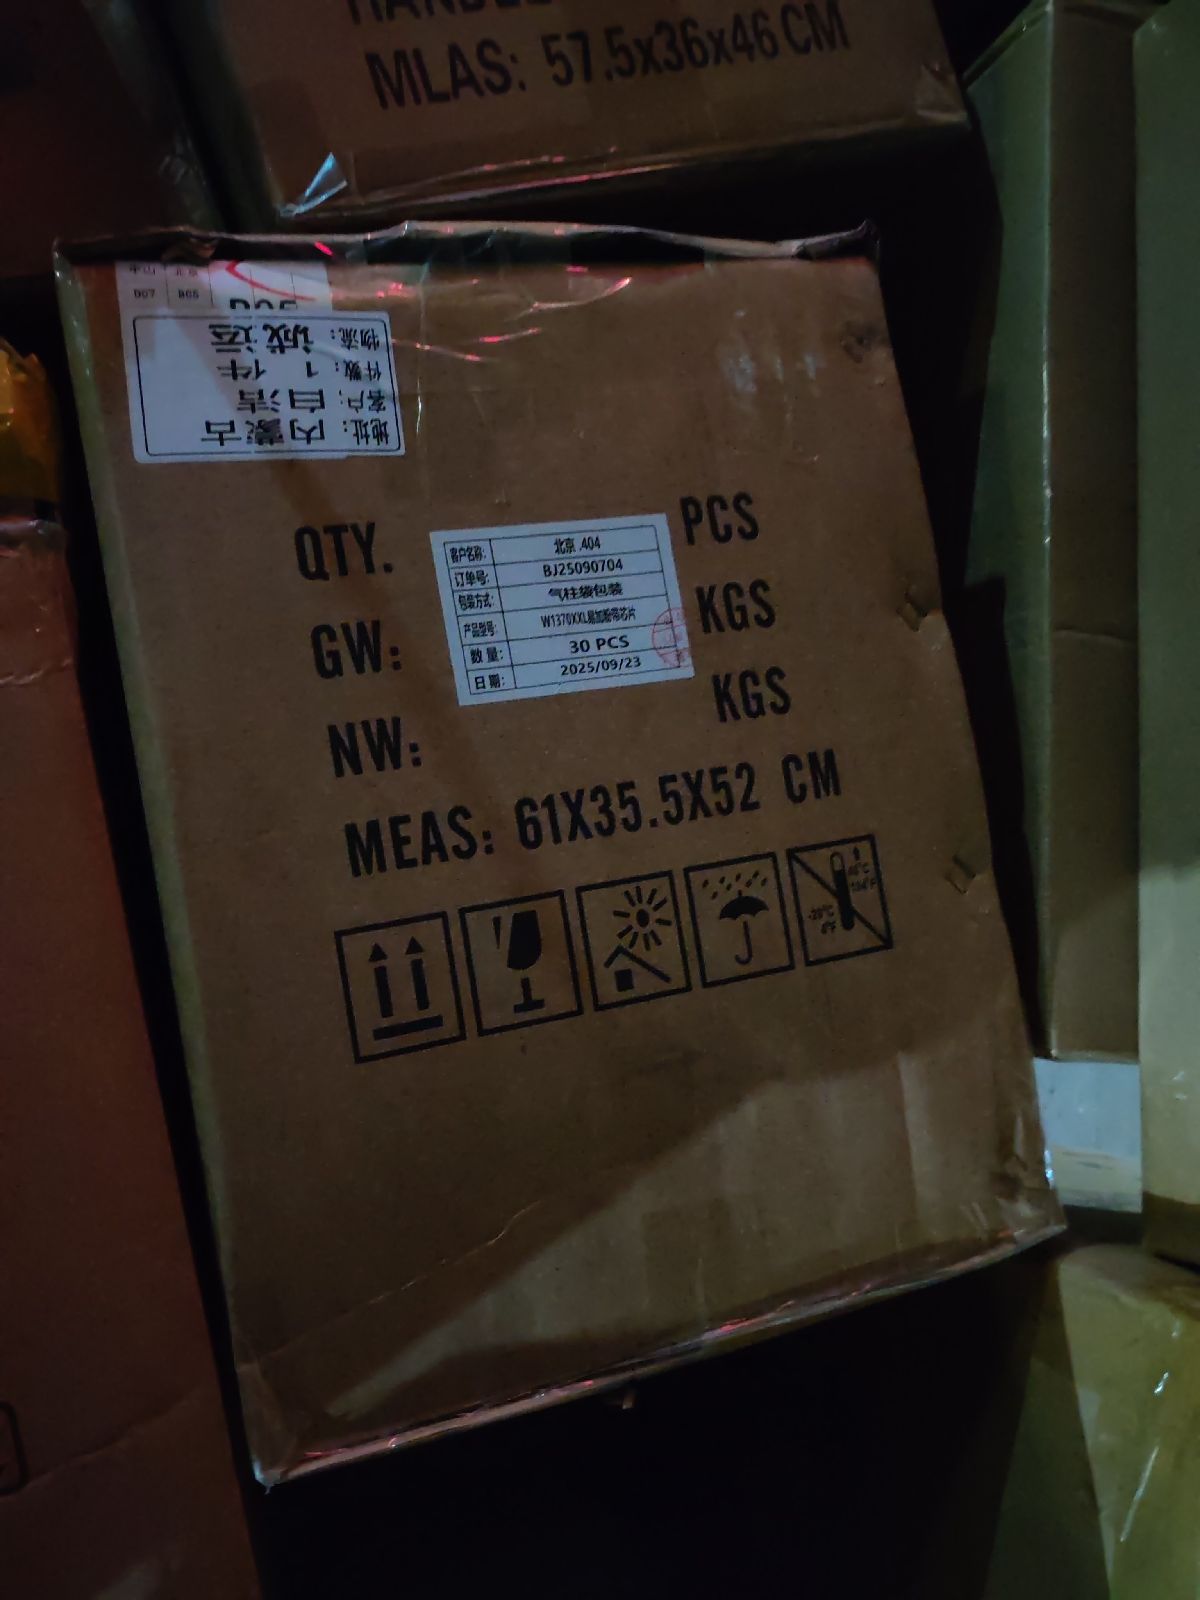 MLAS: 57.5x36x46 CM
D07 B05
物流: 诚运
件数: 1 件
客户: 白洁
地址: 内蒙古
QTY. PCS
GW: KGS
NW: KGS
客户名称: 北京.404
订单号: BJ25090704
包装方式: 气柱袋包装
产品型号: W1370XXL易加粉带芯片
数 量: 30 PCS
日 期: 2025/09/23
MEAS: 61X35.5X52 CM